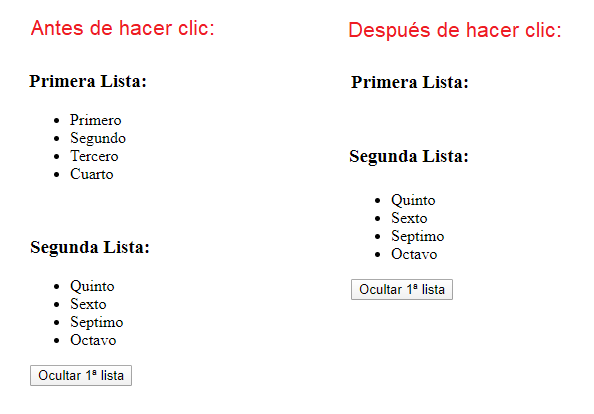 Antes de hacer clic:
Primera Lista:
Primero
Segundo
Tercero
Cuarto
Segunda Lista:
Quinto
Sexto
Septimo
Octavo
Ocultar 1ª lista
Después de hacer clic:
Primera Lista:
Segunda Lista:
Quinto
Sexto
Septimo
Octavo
Ocultar 1ª lista